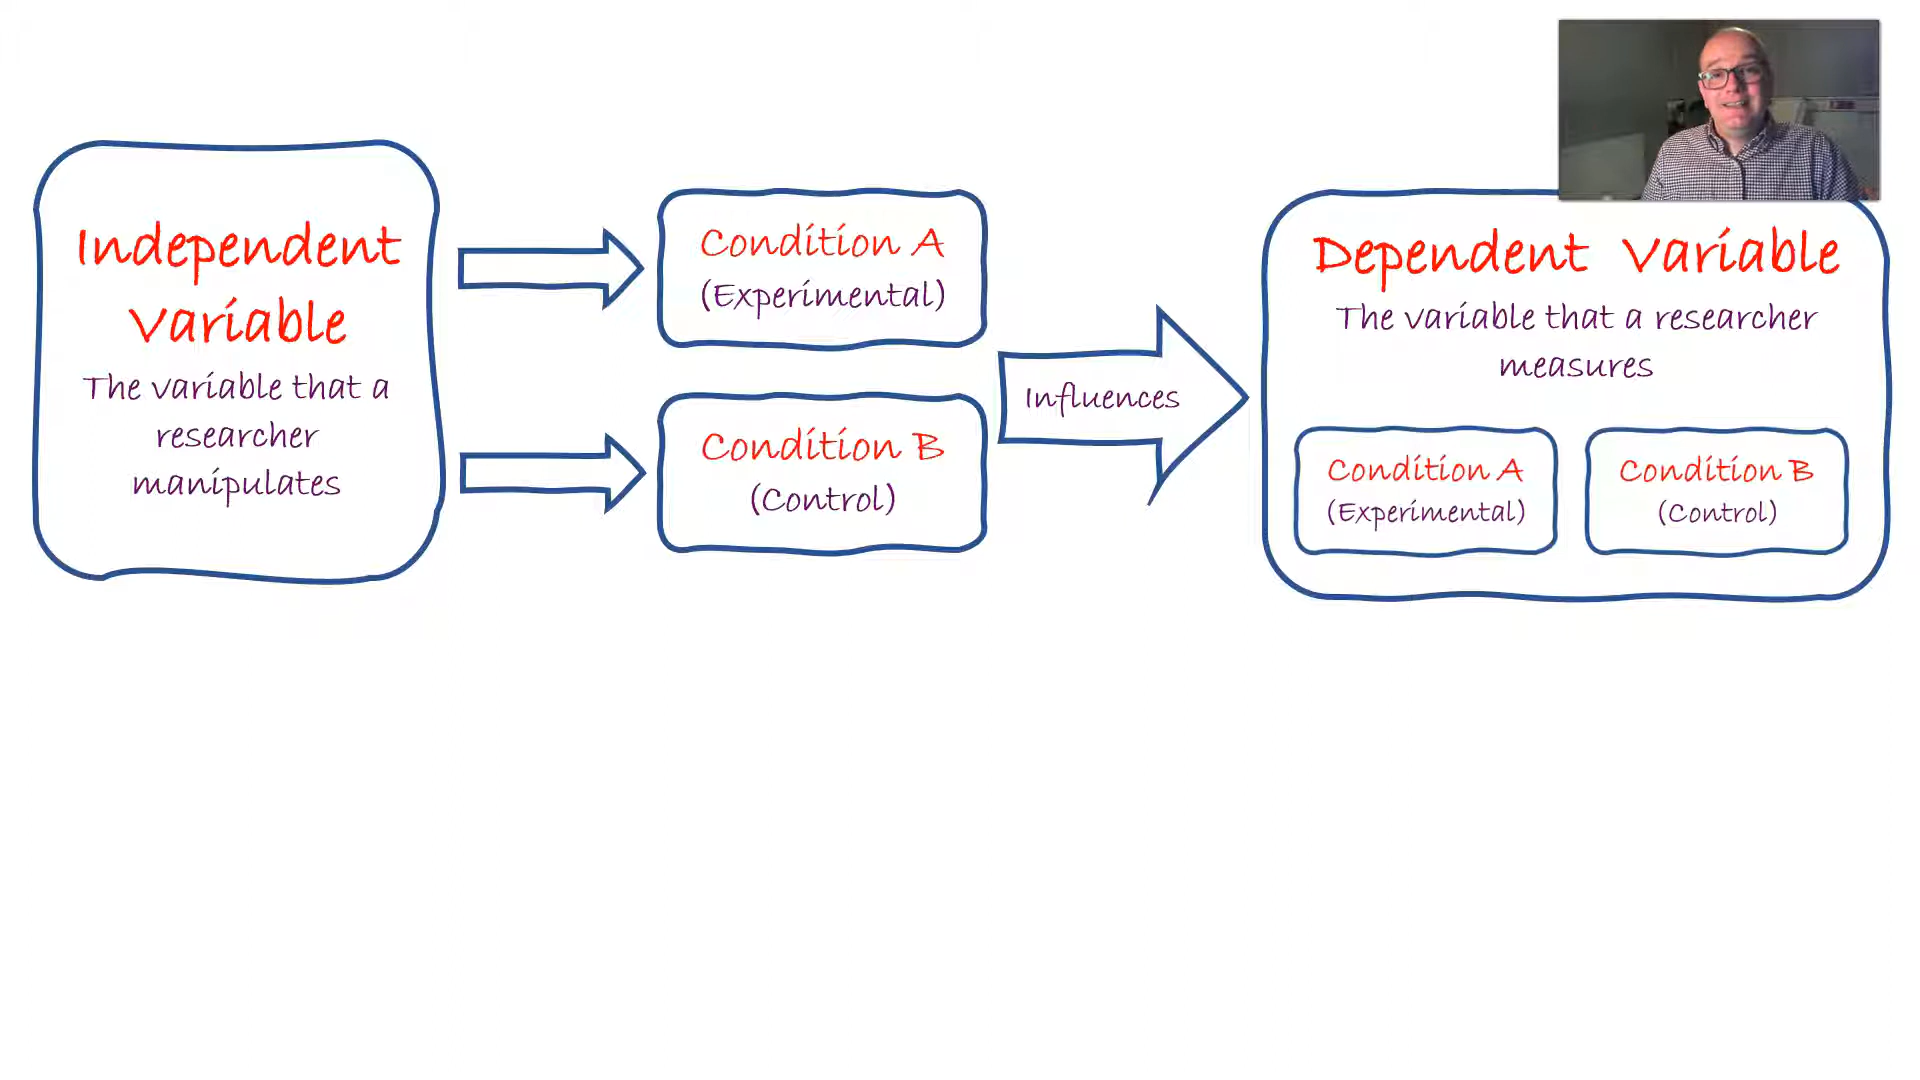 Independent
Variable
The variable that a
researcher
manipulates
Condition A
(Experimental)
Condition B
(Control)
Influences
Dependent Variable
The variable that a researcher
measures
Condition A
(Experimental)
Condition B
(Control)